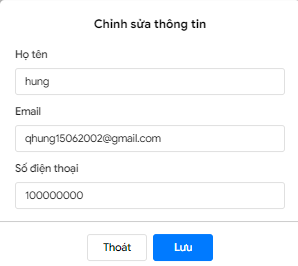 Chỉnh sửa thông tin
Họ tên
hung
Email
qhung15062002@gmail.com
Số điện thoại
100000000
Thoát
Lưu